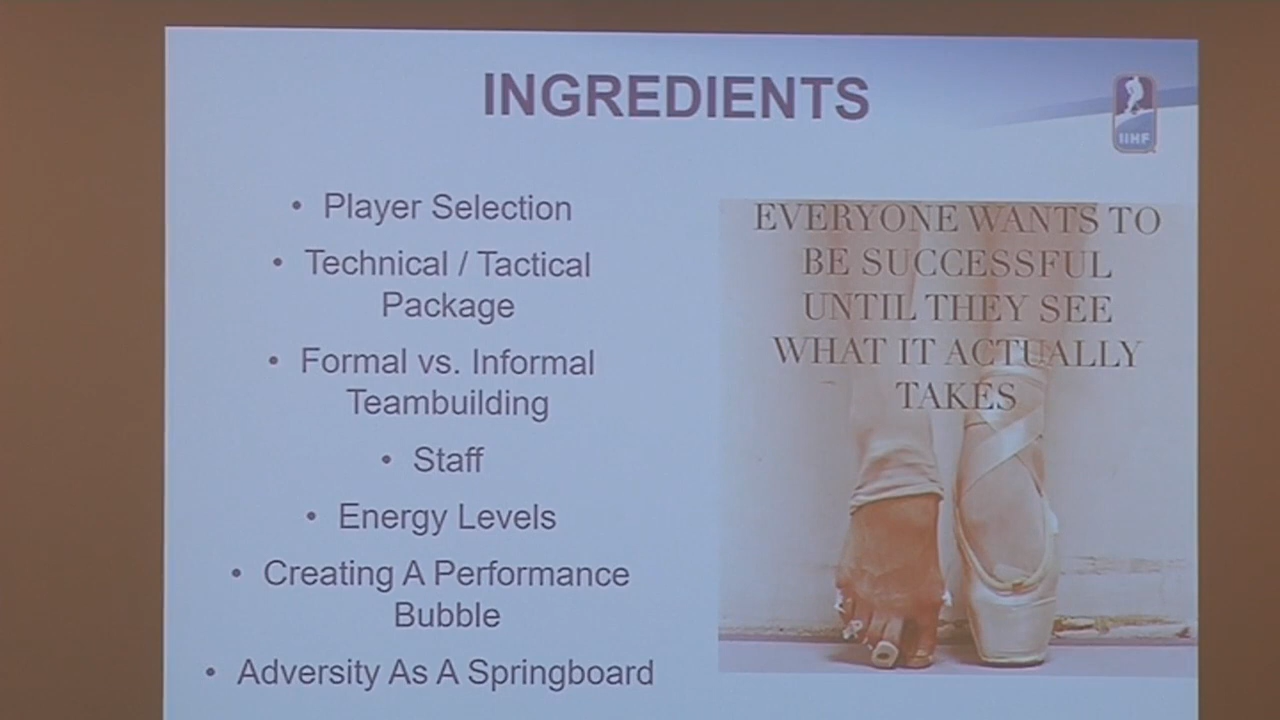 INGREDIENTS
IIHF
• Player Selection
• Technical / Tactical
Package
• Formal vs. Informal
Teambuilding
• Staff
• Energy Levels
• Creating A Performance
Bubble
• Adversity As A Springboard
EVERYONE WANTS TO
BE SUCCESSFUL
UNTIL THEY SEE
WHAT IT ACTUALLY
TAKES